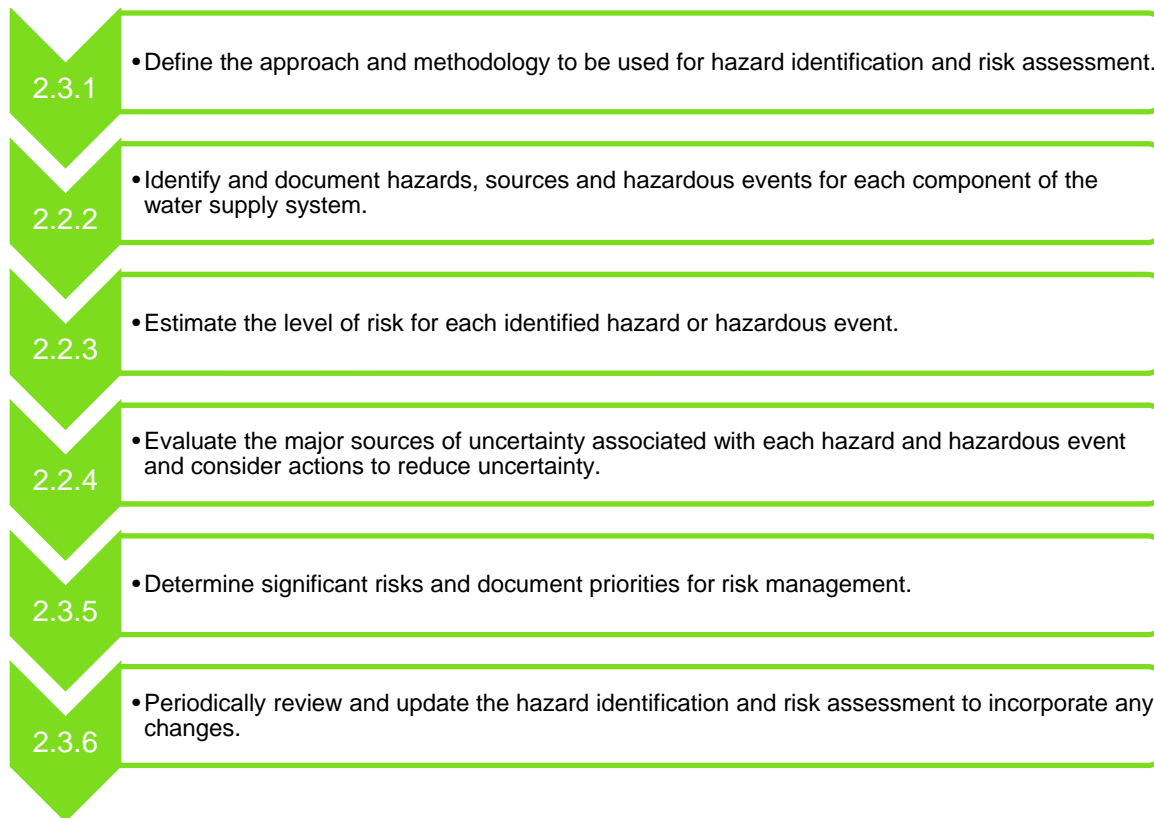 2.3.1
•Define the approach and methodology to be used for hazard identification and risk assessment.
2.2.2
•Identify and document hazards, sources and hazardous events for each component of the
water supply system.
2.2.3
•Estimate the level of risk for each identified hazard or hazardous event.
2.2.4
•Evaluate the major sources of uncertainty associated with each hazard and hazardous event
and consider actions to reduce uncertainty.
2.3.5
•Determine significant risks and document priorities for risk management.
2.3.6
•Periodically review and update the hazard identification and risk assessment to incorporate any
changes.